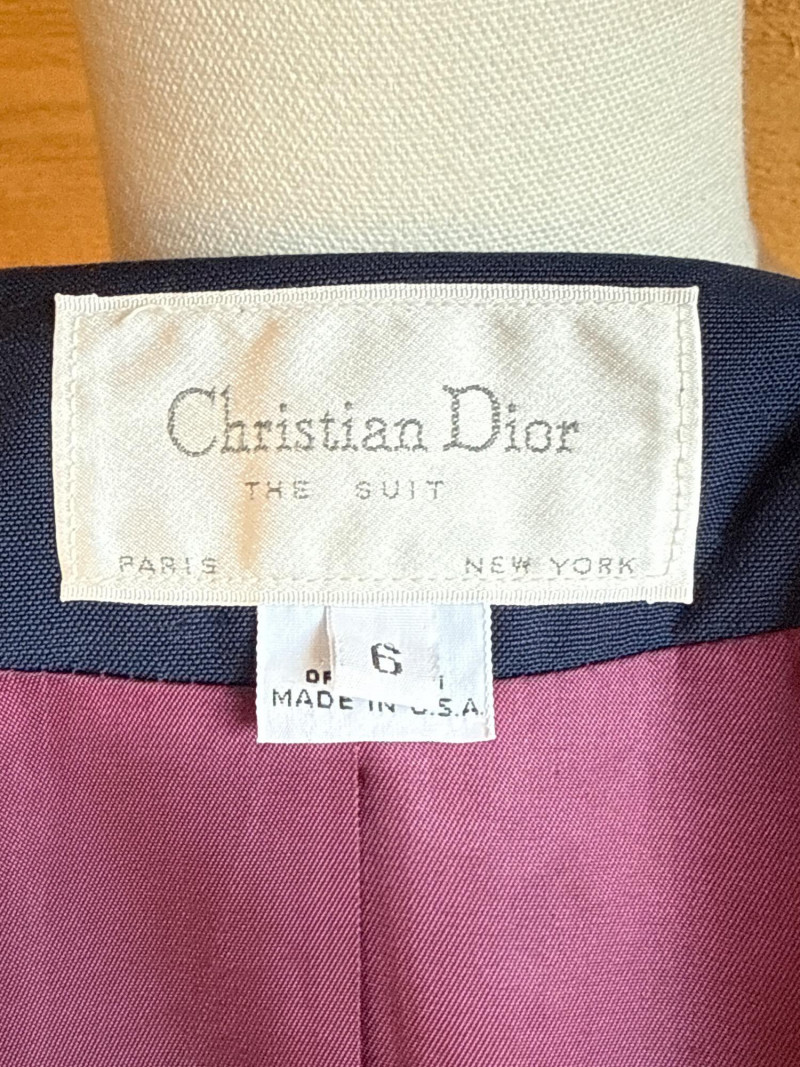 Christian Dior
THE SUIT
PARIS NEW YORK
6
MADE IN U.S.A.